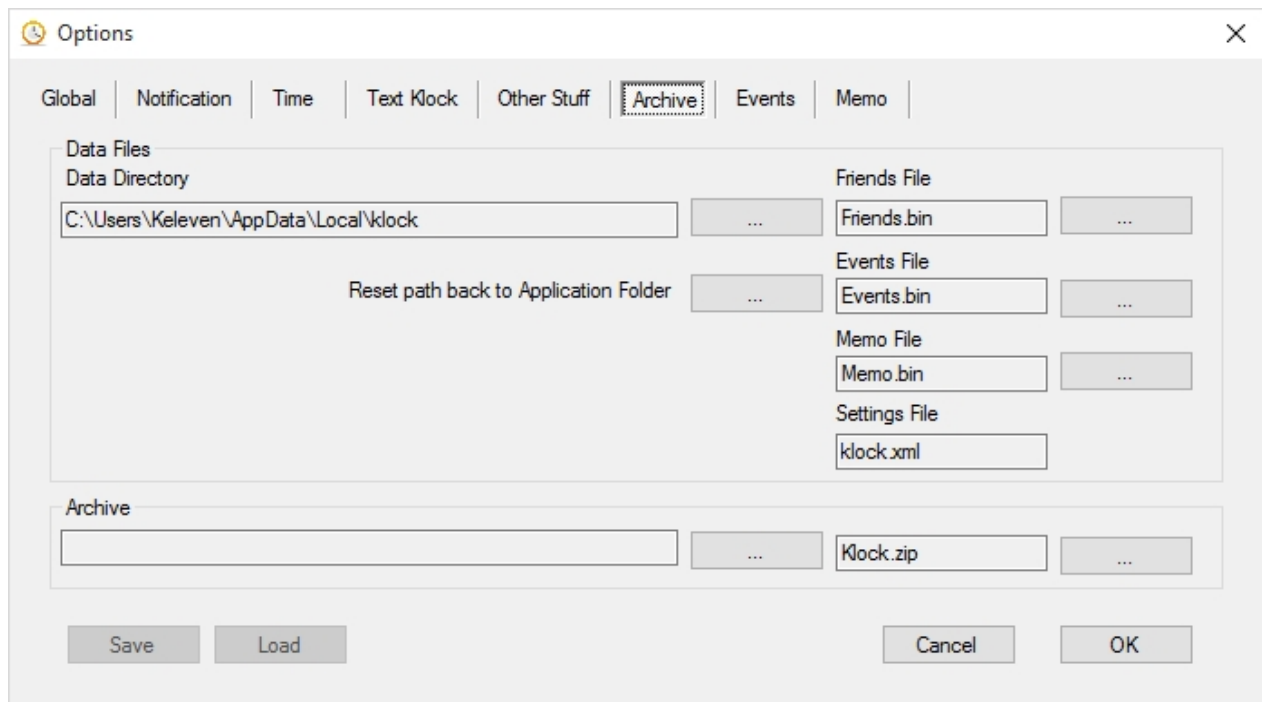 Options
Global Notification Time Text Klock Other Stuff Archive Events Memo
Data Files
Data Directory
C:\Users\Keleven\AppData\Local\klock
...
Reset path back to Application Folder
...
Friends File
Friends.bin
...
Events File
Events.bin
...
Memo File
Memo.bin
...
Settings File
klock.xml
Archive
...
Klock.zip
...
Save Load Cancel OK